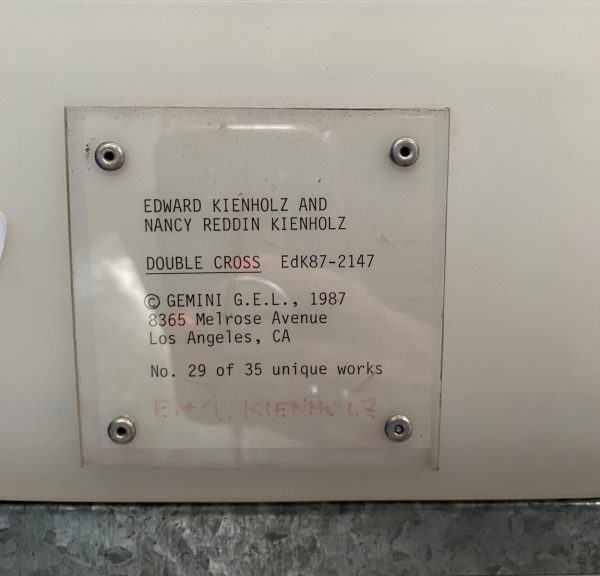 EDWARD KIENHOLZ AND
NANCY REDDIN KIENHOLZ
DOUBLE CROSS EdK87-2147
© GEMINI G.E.L., 1987
8365 Melrose Avenue
Los Angeles, CA
No. 29 of 35 unique works
E.+N. KIENHOLZ